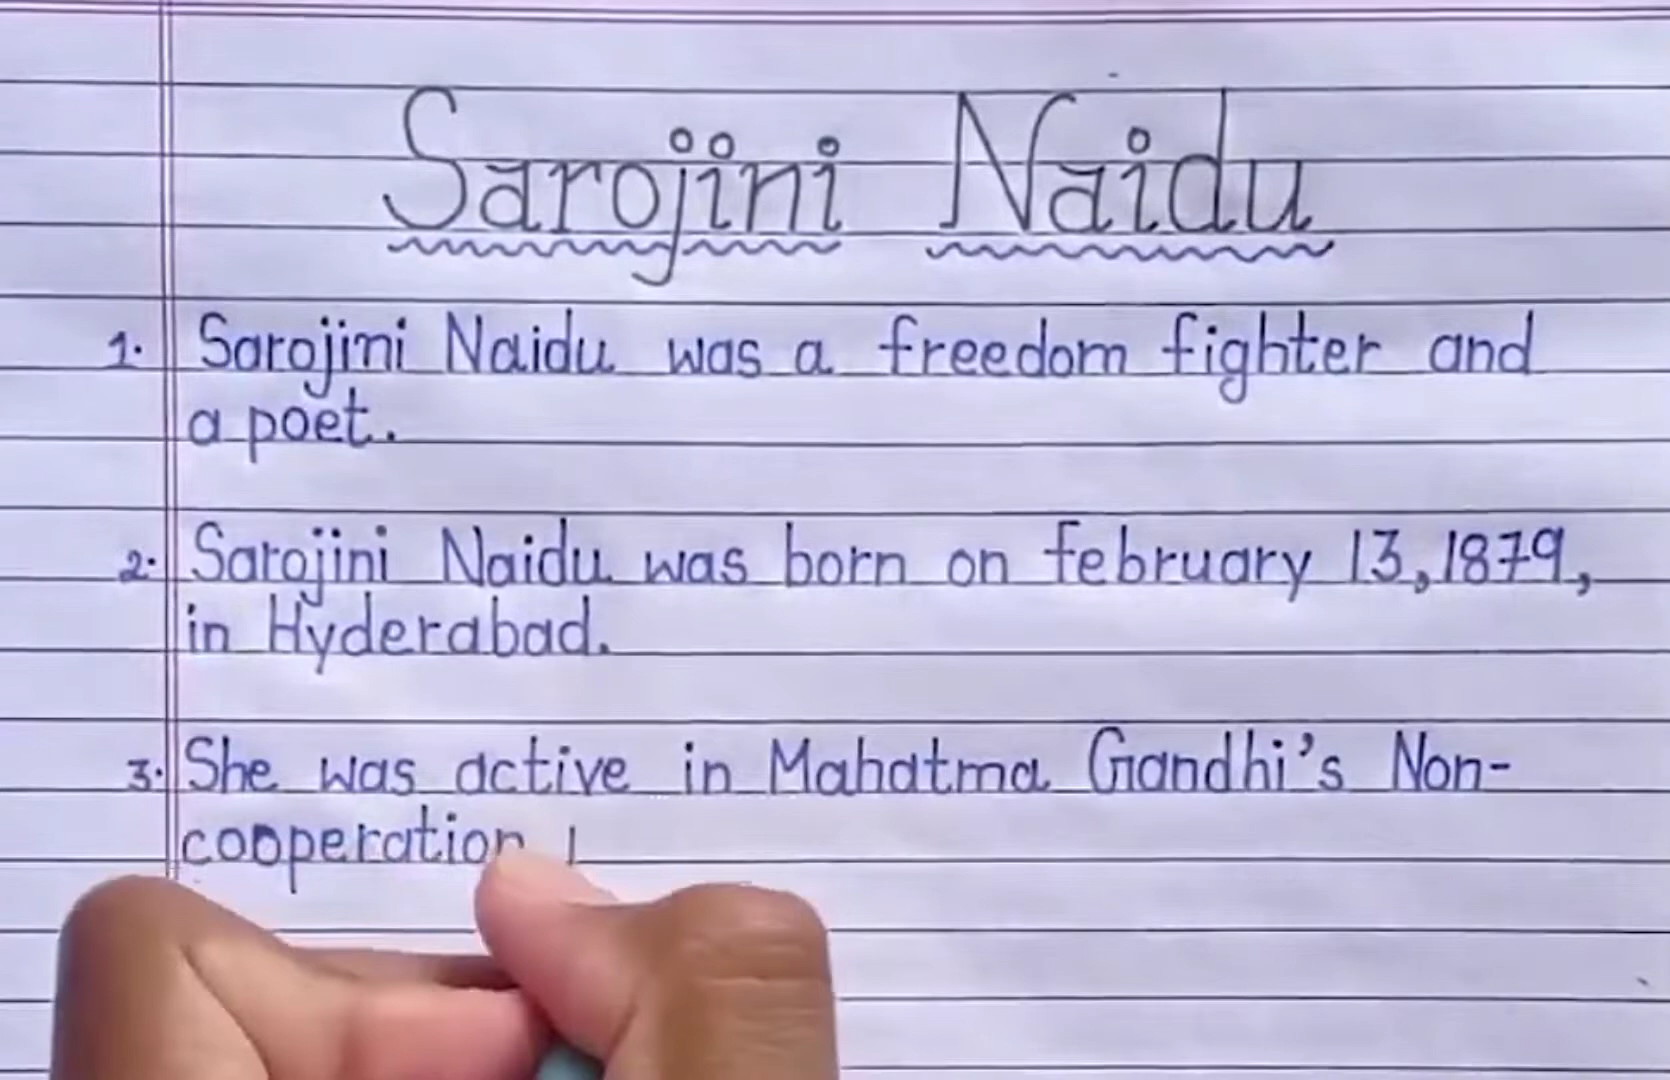 Sarojini Naidu
1. Sarojini Naidu was a freedom fighter and
a poet.
2. Sarojini Naidu was born on february 13, 1879,
in Hyderabad.
3. She was active in Mahatma Gandhi's Non-
cooperation